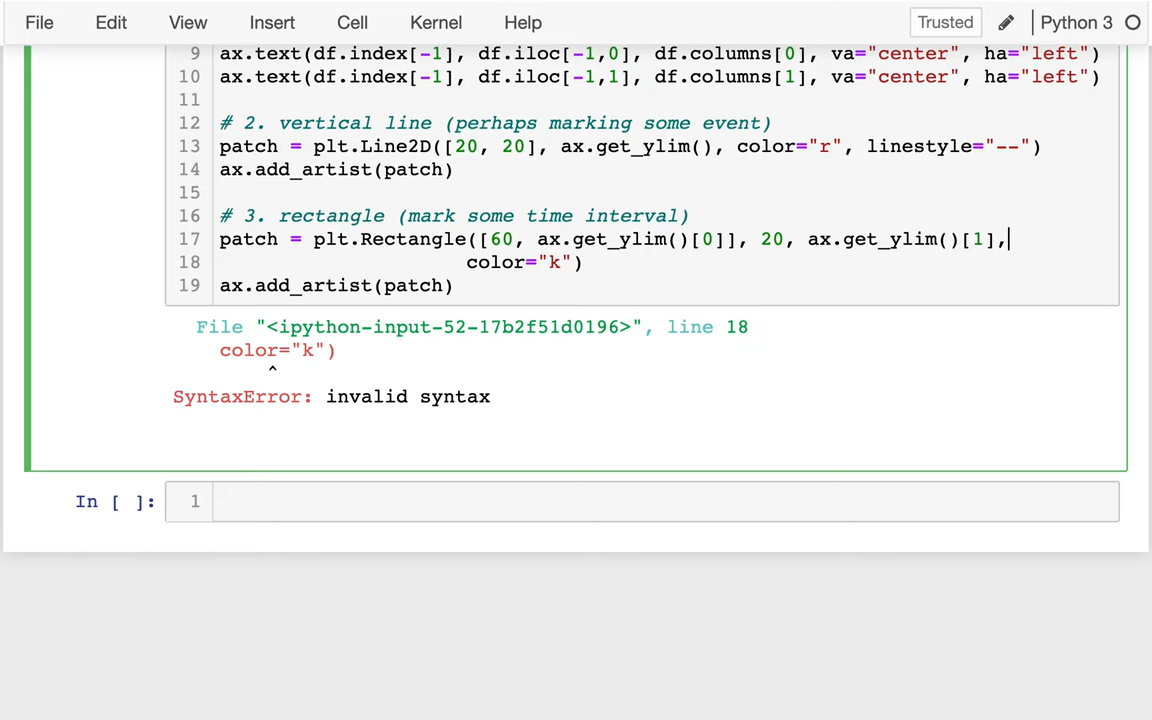 File Edit View Insert Cell Kernel Help Trusted Python 3
9 ax.text(df.index[-1], df.iloc[-1,0], df.columns[0], va="center", ha="left")
10 ax.text(df.index[-1], df.iloc[-1,1], df.columns[1], va="center", ha="left")
11
12 # 2. vertical line (perhaps marking some event)
13 patch = plt.Line2D([20, 20], ax.get_ylim(), color="r", linestyle="--")
14 ax.add_artist(patch)
15
16 # 3. rectangle (mark some time interval)
17 patch = plt.Rectangle([60, ax.get_ylim()[0]], 20, ax.get_ylim()[1],
18 color="k")
19 ax.add_artist(patch)
File "<ipython-input-52-17b2f51d0196>", line 18
color="k")
^
SyntaxError: invalid syntax
In [ ]: 1